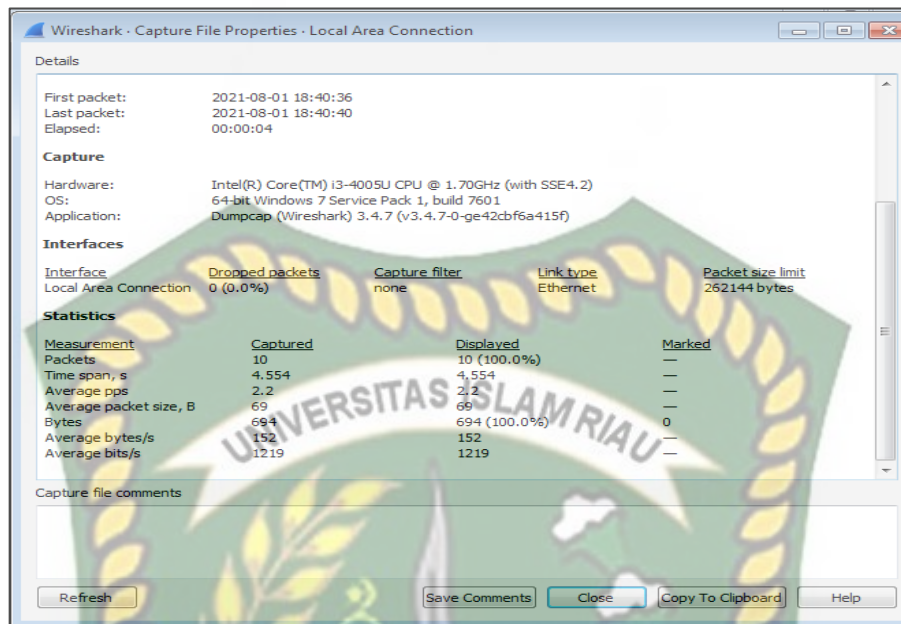 Wireshark · Capture File Properties · Local Area Connection
Details
First packet: 2021-08-01 18:40:36
Last packet: 2021-08-01 18:40:40
Elapsed: 00:00:04
Capture
Hardware: Intel(R) Core(TM) i3-4005U CPU @ 1.70GHz (with SSE4.2)
OS: 64-bit Windows 7 Service Pack 1, build 7601
Application: Dumpcap (Wireshark) 3.4.7 (v3.4.7-0-ge42cbf6a415f)
Interfaces
Interface Dropped packets Capture filter Link type Packet size limit
Local Area Connection 0 (0.0%) none Ethernet 262144 bytes
Statistics
Measurement Captured Displayed Marked
Packets 10 10 (100.0%) —
Time span, s 4.554 4.554 —
Average pps 2.2 2.2 —
Average packet size, B 69 69 —
Bytes 694 694 (100.0%) 0
Average bytes/s 152 152 —
Average bits/s 1219 1219 —
UNIVERSITAS ISLAM RIAU
Capture file comments
Refresh Save Comments Close Copy To Clipboard Help